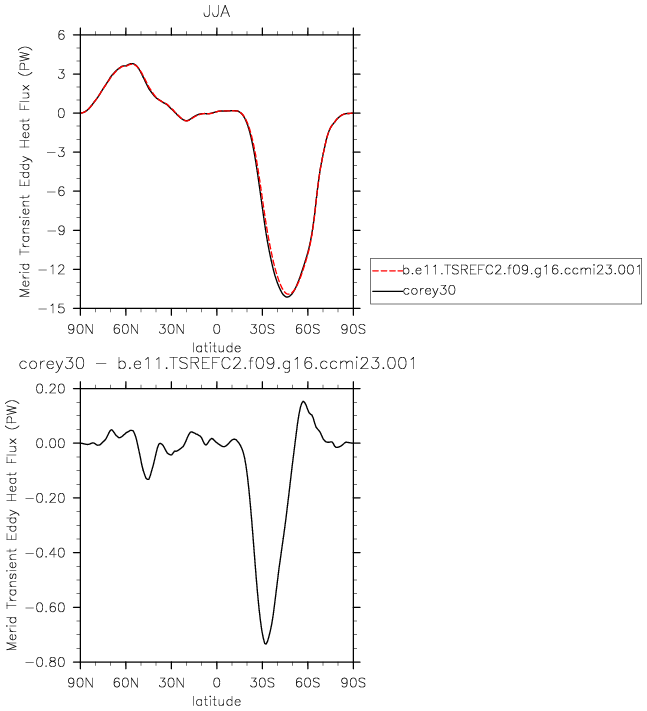 JJA
6
3
0
−3
−6
−9
−12
−15
Merid Transient Eddy Heat Flux (PW)
90N 60N 30N 0 30S 60S 90S
latitude
b.e11.TSREFC2.f09.g16.ccmi23.001
corey30
corey30 − b.e11.TSREFC2.f09.g16.ccmi23.001
0.20
0.00
−0.20
−0.40
−0.60
−0.80
Merid Transient Eddy Heat Flux (PW)
90N 60N 30N 0 30S 60S 90S
latitude